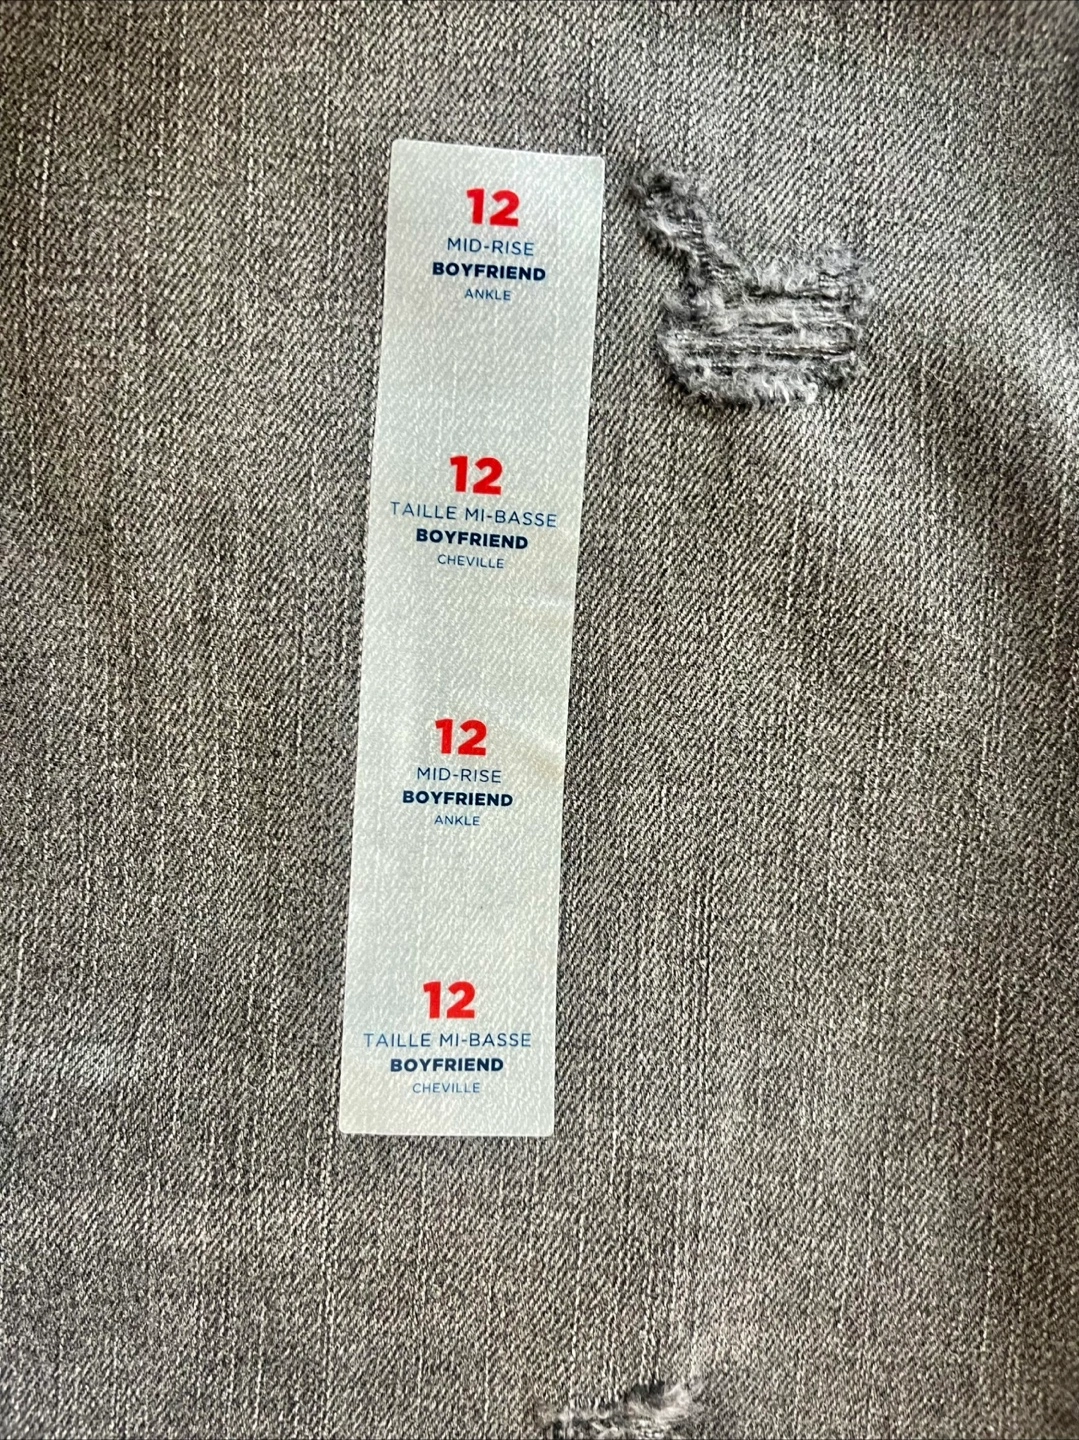 12
MID-RISE
BOYFRIEND
ANKLE
12
TAILLE MI-BASSE
BOYFRIEND
CHEVILLE
12
MID-RISE
BOYFRIEND
ANKLE
12
TAILLE MI-BASSE
BOYFRIEND
CHEVILLE